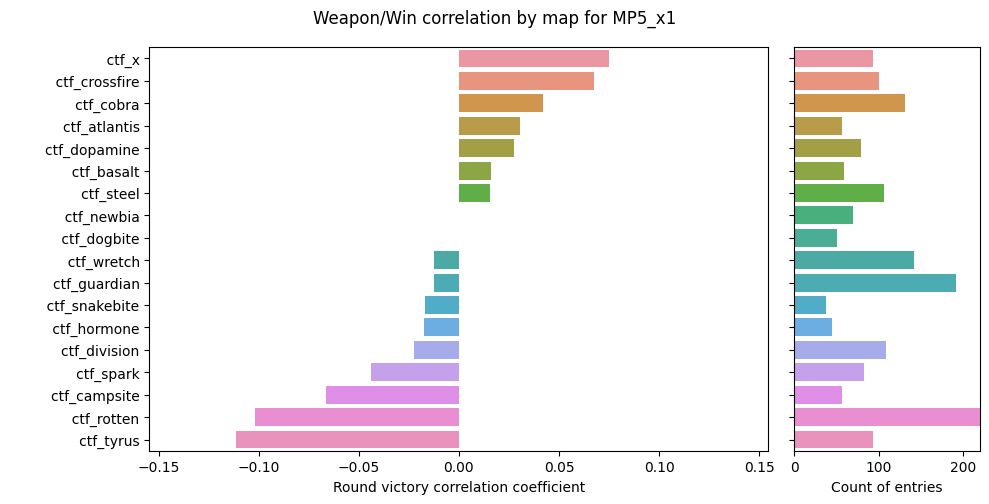 Weapon/Win correlation by map for MP5_x1
ctf_x
ctf_crossfire
ctf_cobra
ctf_atlantis
ctf_dopamine
ctf_basalt
ctf_steel
ctf_newbia
ctf_dogbite
ctf_wretch
ctf_guardian
ctf_snakebite
ctf_hormone
ctf_division
ctf_spark
ctf_campsite
ctf_rotten
ctf_tyrus
−0.15 −0.10 −0.05 0.00 0.05 0.10 0.15
Round victory correlation coefficient
0 100 200
Count of entries